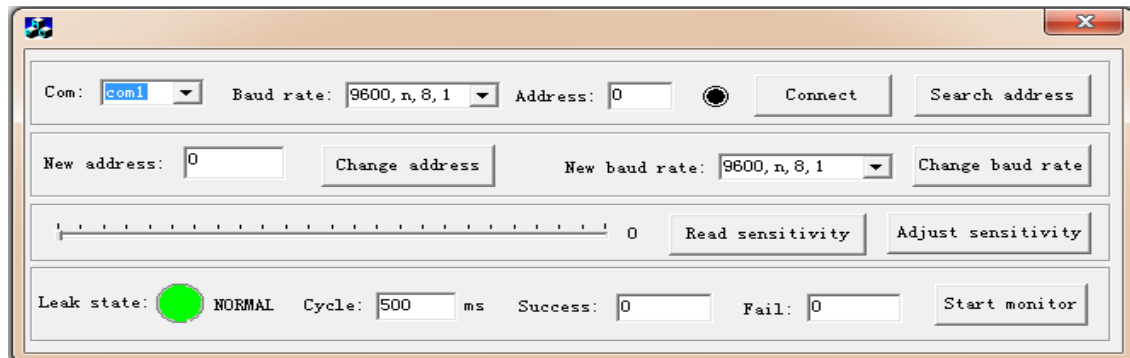 Com: com1 Baud rate: 9600, n, 8, 1 Address: 0 Connect Search address
New address: 0 Change address New baud rate: 9600, n, 8, 1 Change baud rate
0 Read sensitivity Adjust sensitivity
Leak state: NORMAL Cycle: 500 ms Success: 0 Fail: 0 Start monitor